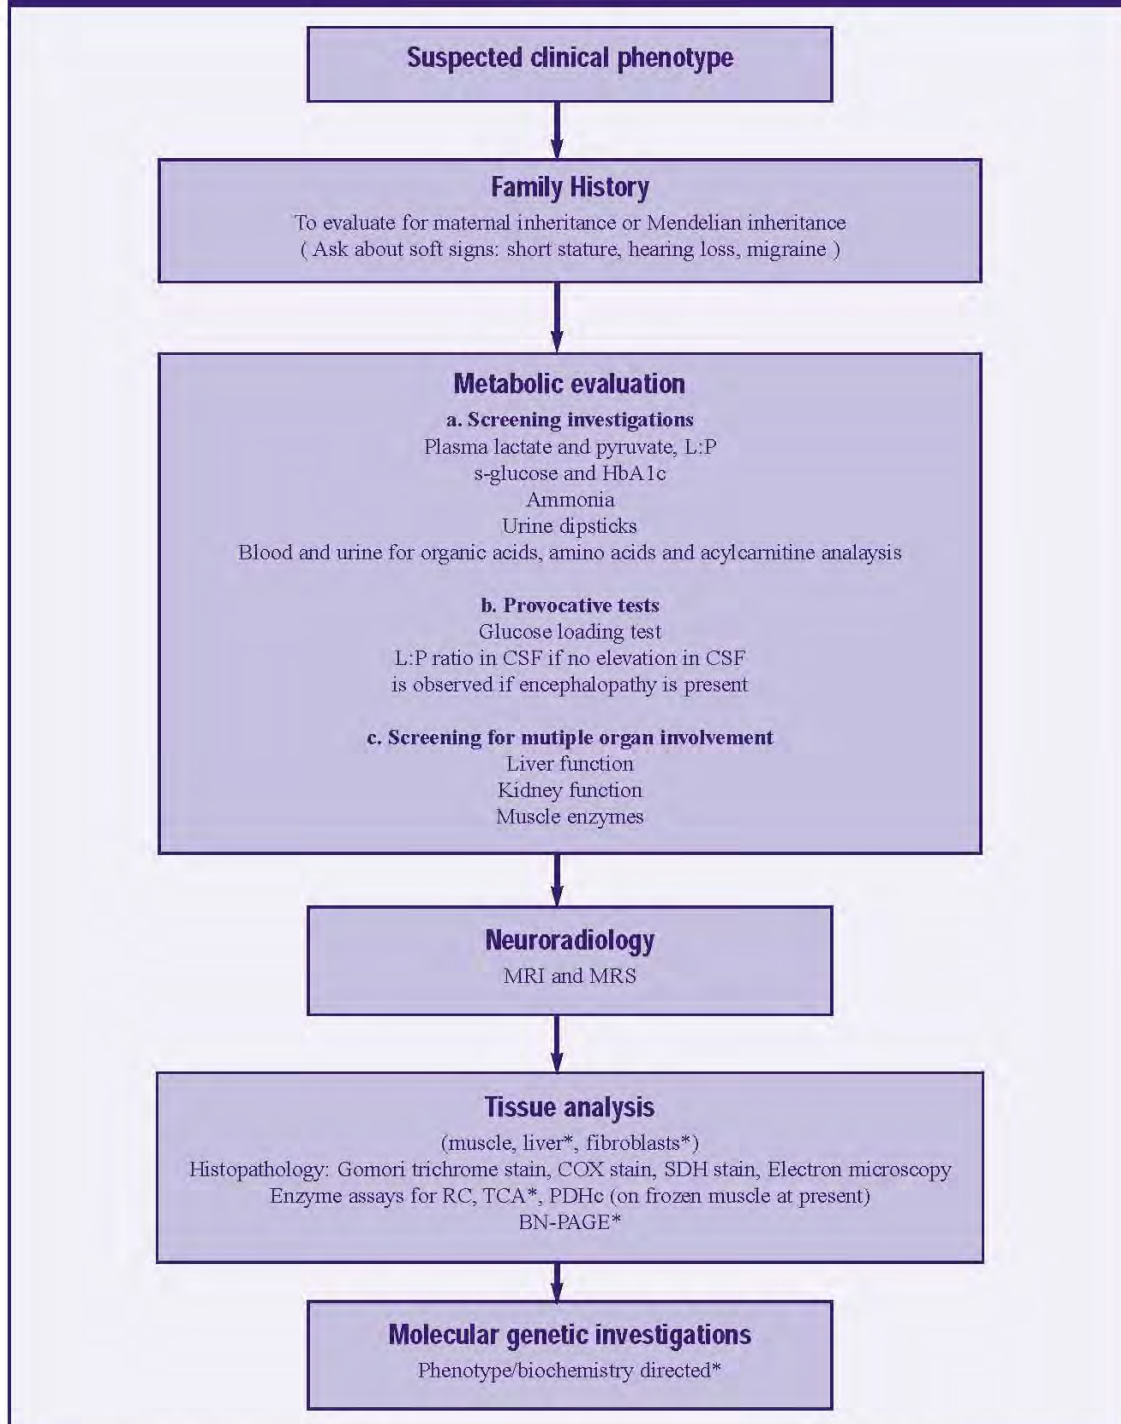 Suspected clinical phenotype
Family History
To evaluate for maternal inheritance or Mendelian inheritance
( Ask about soft signs: short stature, hearing loss, migraine )
Metabolic evaluation
a. Screening investigations
Plasma lactate and pyruvate, L:P
s-glucose and HbA1c
Ammonia
Urine dipsticks
Blood and urine for organic acids, amino acids and acylcarnitine analaysis
b. Provocative tests
Glucose loading test
L:P ratio in CSF if no elevation in CSF
is observed if encephalopathy is present
c. Screening for mutiple organ involvement
Liver function
Kidney function
Muscle enzymes
Neuroradiology
MRI and MRS
Tissue analysis
(muscle, liver*, fibroblasts*)
Histopathology: Gomori trichrome stain, COX stain, SDH stain, Electron microscopy
Enzyme assays for RC, TCA*, PDHc (on frozen muscle at present)
BN-PAGE*
Molecular genetic investigations
Phenotype/biochemistry directed*